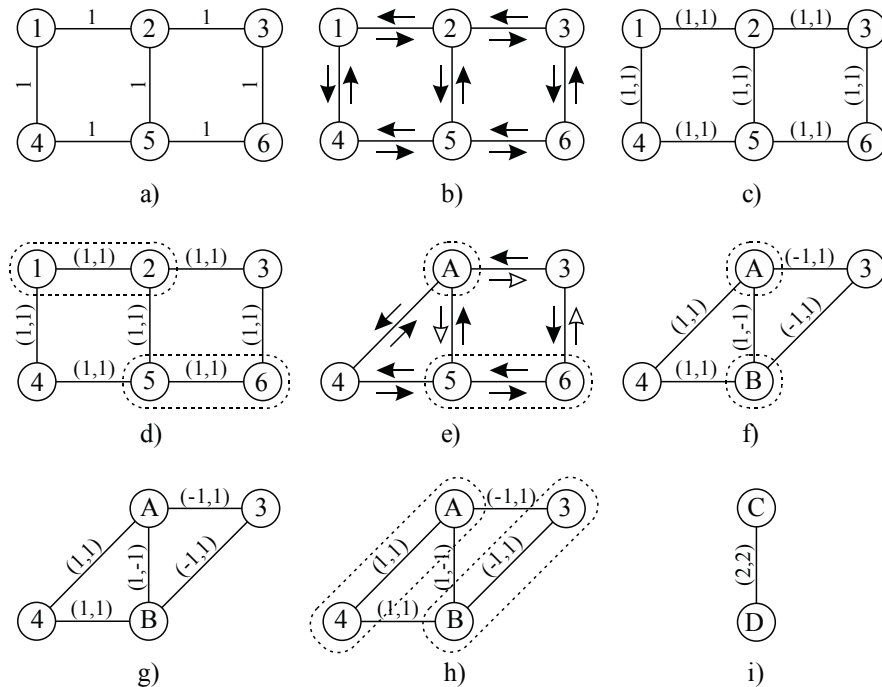 1 1 2 1 3
1 1 1
4 1 5 1 6
a)
1 2 3
4 5 6
b)
1 (1,1) 2 (1,1) 3
(1,1) (1,1) (1,1)
4 (1,1) 5 (1,1) 6
c)
1 (1,1) 2 (1,1) 3
(1,1) (1,1) (1,1)
4 (1,1) 5 (1,1) 6
d)
A 3
4 5 6
e)
A (-1,1) 3
(1,1) (1,-1) (-1,1)
4 (1,1) B
f)
A (-1,1) 3
(1,1) (1,-1) (-1,1)
4 (1,1) B
g)
A (-1,1) 3
(1,1) (1,-1) (-1,1)
4 (1,1) B
h)
C
(2,2)
D
i)